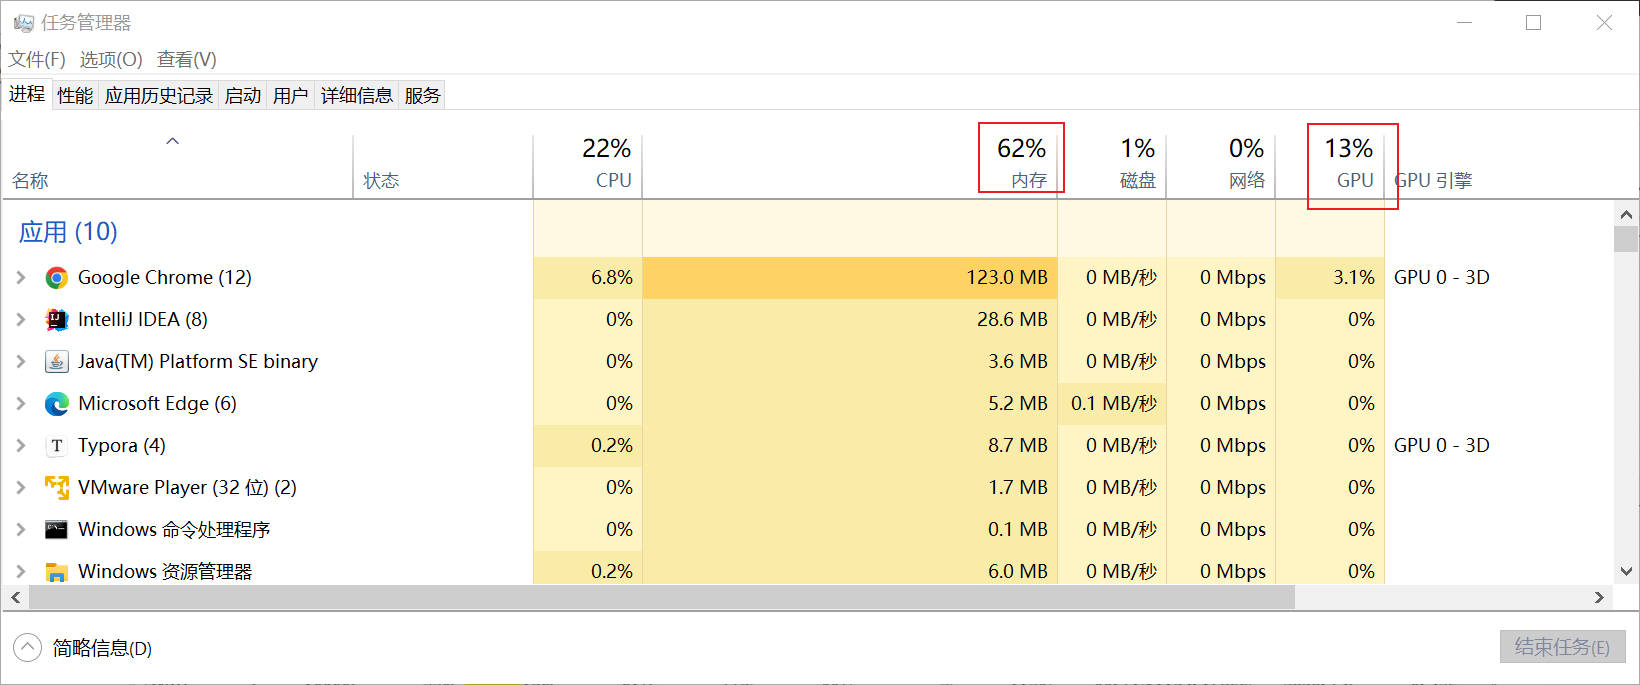 任务管理器
文件(F) 选项(O) 查看(V)
进程 性能 应用历史记录 启动 用户 详细信息 服务
22% 62% 1% 0% 13%
名称 状态 CPU 内存 磁盘 网络 GPU GPU 引擎
应用 (10)
Google Chrome (12) 6.8% 123.0 MB 0 MB/秒 0 Mbps 3.1% GPU 0 - 3D
IntelliJ IDEA (8) 0% 28.6 MB 0 MB/秒 0 Mbps 0%
Java(TM) Platform SE binary 0% 3.6 MB 0 MB/秒 0 Mbps 0%
Microsoft Edge (6) 0% 5.2 MB 0.1 MB/秒 0 Mbps 0%
T Typora (4) 0.2% 8.7 MB 0 MB/秒 0 Mbps 0% GPU 0 - 3D
VMware Player (32 位) (2) 0% 1.7 MB 0 MB/秒 0 Mbps 0%
Windows 命令处理程序 0% 0.1 MB 0 MB/秒 0 Mbps 0%
Windows 资源管理器 0.2% 6.0 MB 0 MB/秒 0 Mbps 0%
简略信息(D) 结束任务(E)